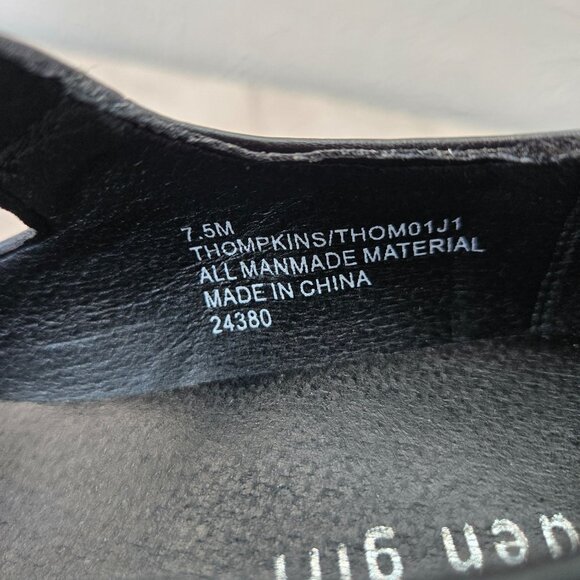 7.5M
THOMPKINS/THOM01J1
ALL MANMADE MATERIAL
MADE IN CHINA
24380